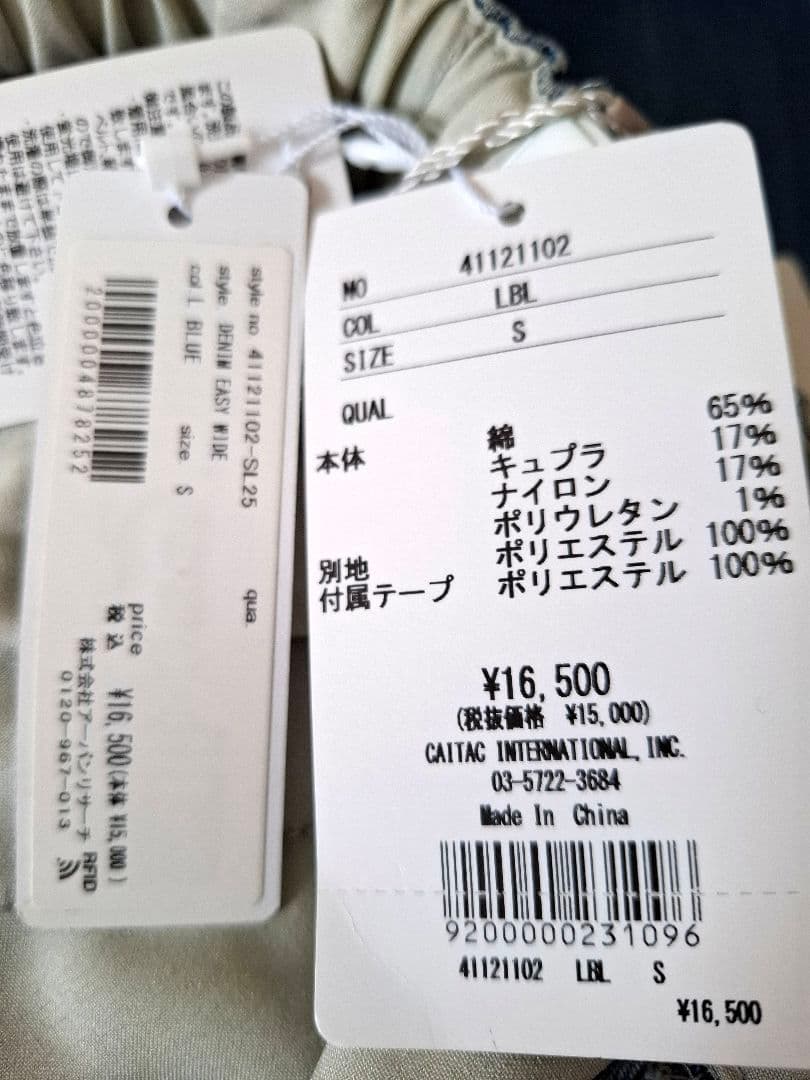 NO 41121102
COL LBL
SIZE S
QUAL
本体 綿 65%
キュプラ 17%
ナイロン 17%
ポリウレタン 1%
別地 ポリエステル 100%
付属テープ ポリエステル 100%
¥16,500
(税抜価格 ¥15,000)
CAITAC INTERNATIONAL, INC.
03-5722-3684
Made In China
9200000231096
41121102 LBL S
¥16,500
style no 41121102-SL25 qua.
style. DENIM EASY WIDE
col L BLUE size. S
2000004878252
price
税込 ¥16,500(本体 ¥15,000)
株式会社アーバンリサーチ
0120-967-013
RFID